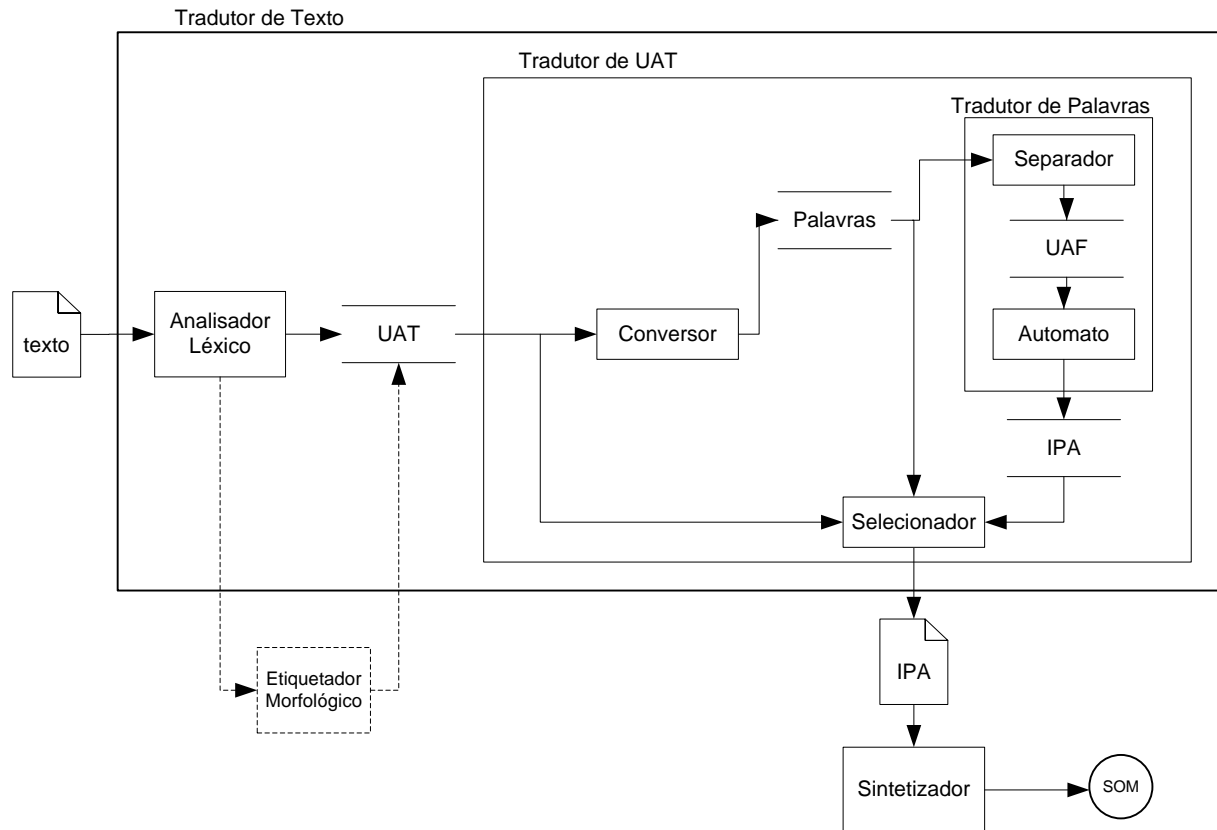 Tradutor de Texto
Tradutor de UAT
Tradutor de Palavras
Separador
Palavras
UAF
texto
Analisador
Léxico
UAT
Conversor
Automato
IPA
Selecionador
Etiquetador
Morfológico
IPA
Sintetizador
SOM